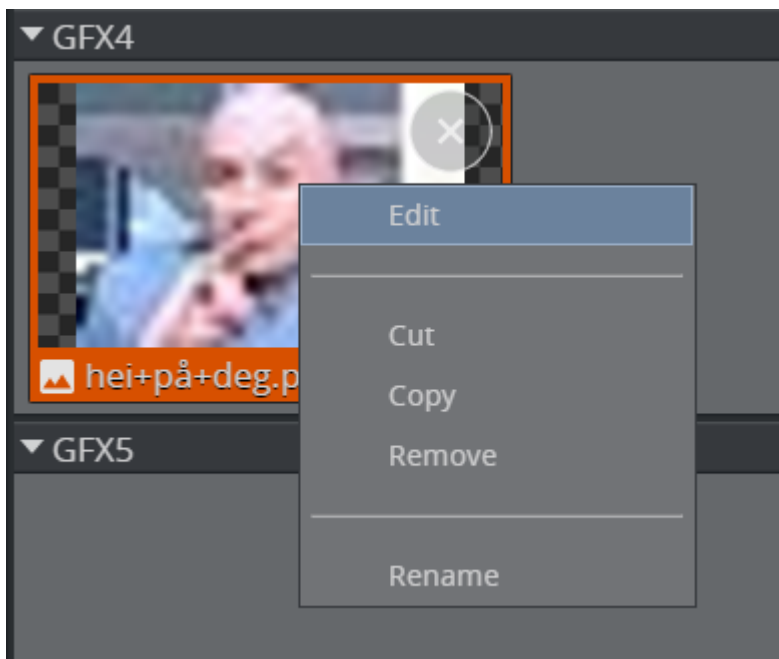 GFX4
Edit
Cut
hei+på+deg.p
Copy
GFX5
Remove
Rename